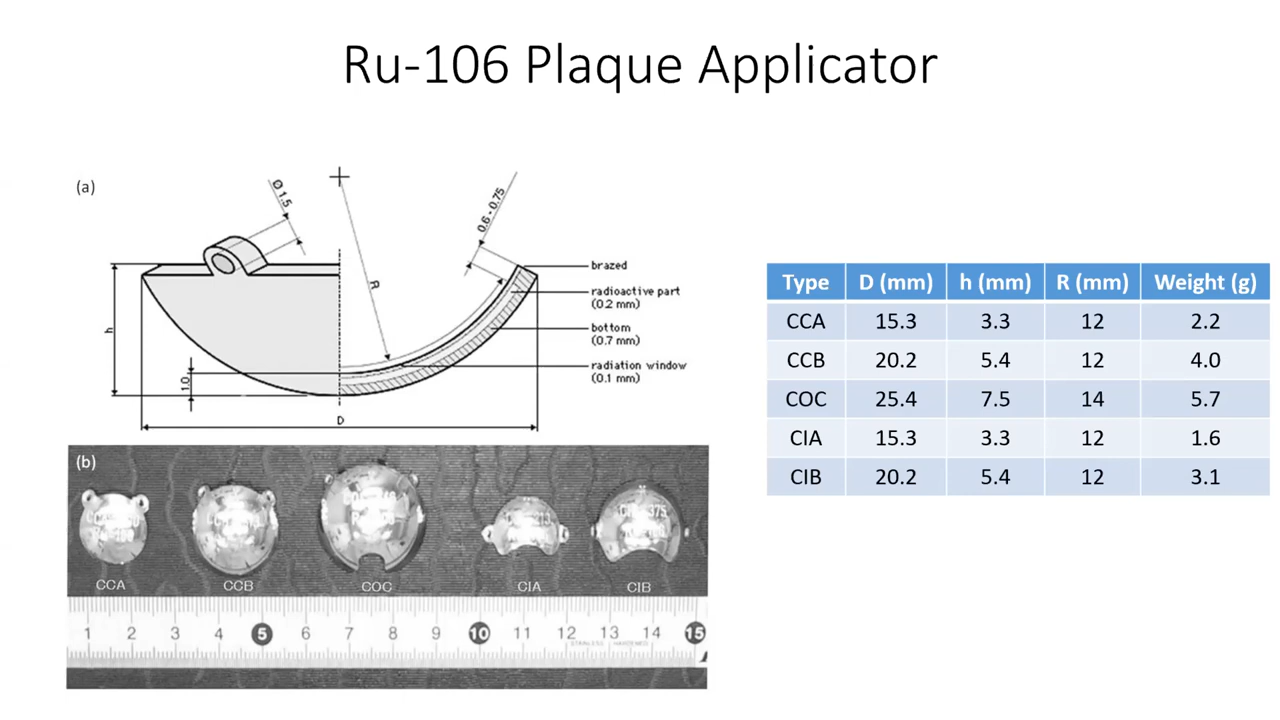 Ru-106 Plaque Applicator
(a)
Ø 1.5
0.6 - 0.75
R
h
1.0
D
brazed
radioactive part
(0.2 mm)
bottom
(0.7 mm)
radiation window
(0.1 mm)
Type D (mm) h (mm) R (mm) Weight (g)
CCA 15.3 3.3 12 2.2
CCB 20.2 5.4 12 4.0
COC 25.4 7.5 14 5.7
CIA 15.3 3.3 12 1.6
CIB 20.2 5.4 12 3.1
(b)
CCA CCB COC CIA CIB
1 2 3 4 5 6 7 8 9 10 11 12 13 14 15
STAINLESS HARDENED